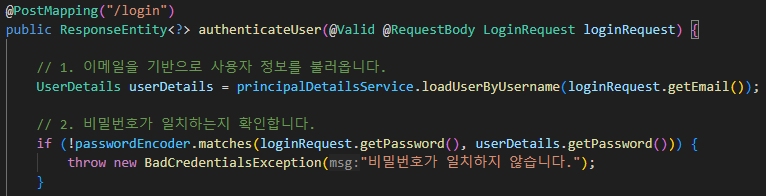 @PostMapping("/login")
public ResponseEntity<?> authenticateUser(@Valid @RequestBody LoginRequest loginRequest) {
// 1. 이메일을 기반으로 사용자 정보를 불러옵니다.
UserDetails userDetails = principalDetailsService.loadUserByUsername(loginRequest.getEmail());
// 2. 비밀번호가 일치하는지 확인합니다.
if (!passwordEncoder.matches(loginRequest.getPassword(), userDetails.getPassword())) {
throw new BadCredentialsException(msg:"비밀번호가 일치하지 않습니다.");
}